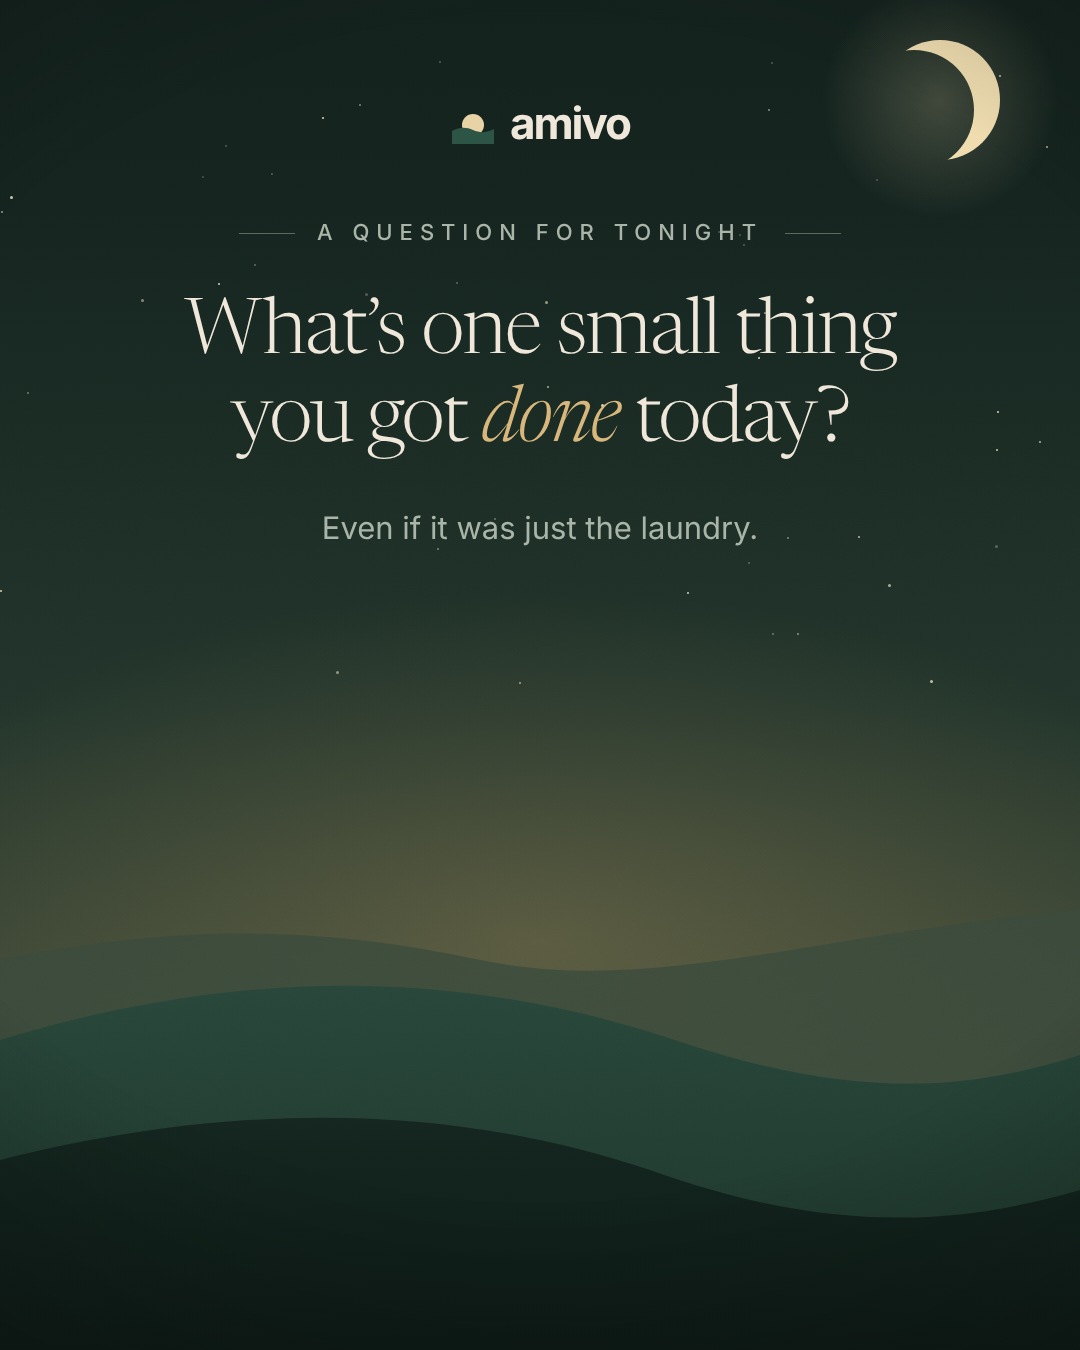 amivo
A QUESTION FOR TONIGHT
What’s one small thing
you got done today?
Even if it was just the laundry.